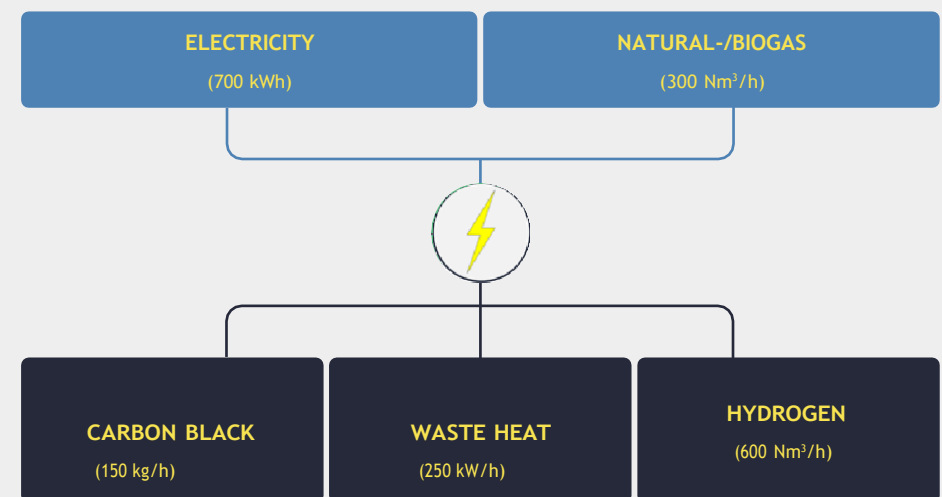 ELECTRICITY
(700 kWh)
NATURAL-/BIOGAS
(300 Nm³/h)
CARBON BLACK
(150 kg/h)
WASTE HEAT
(250 kW/h)
HYDROGEN
(600 Nm³/h)